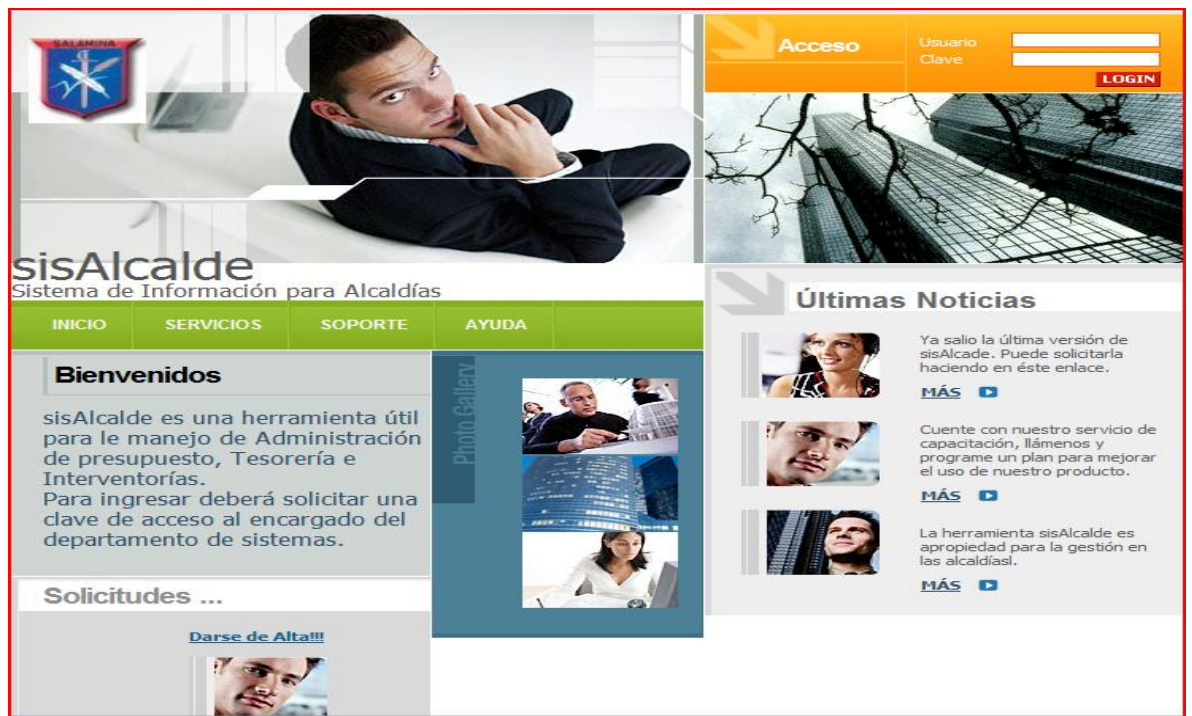 SALAMINA
Acceso
Usuario
Clave
LOGIN
sisAlcalde
Sistema de Información para Alcaldías
INICIO SERVICIOS SOPORTE AYUDA
Bienvenidos
sisAlcalde es una herramienta útil
para le manejo de Administración
de presupuesto, Tesorería e
Interventorías.
Para ingresar deberá solicitar una
clave de acceso al encargado del
departamento de sistemas.
Solicitudes ...
Darse de Alta!!!
Photo Gallery
Últimas Noticias
Ya salio la última versión de
sisAlcade. Puede solicitarla
haciendo en éste enlace.
MÁS
Cuente con nuestro servicio de
capacitación, llámenos y
programe un plan para mejorar
el uso de nuestro producto.
MÁS
La herramienta sisAlcalde es
apropiedad para la gestión en
las alcaldíasl.
MÁS